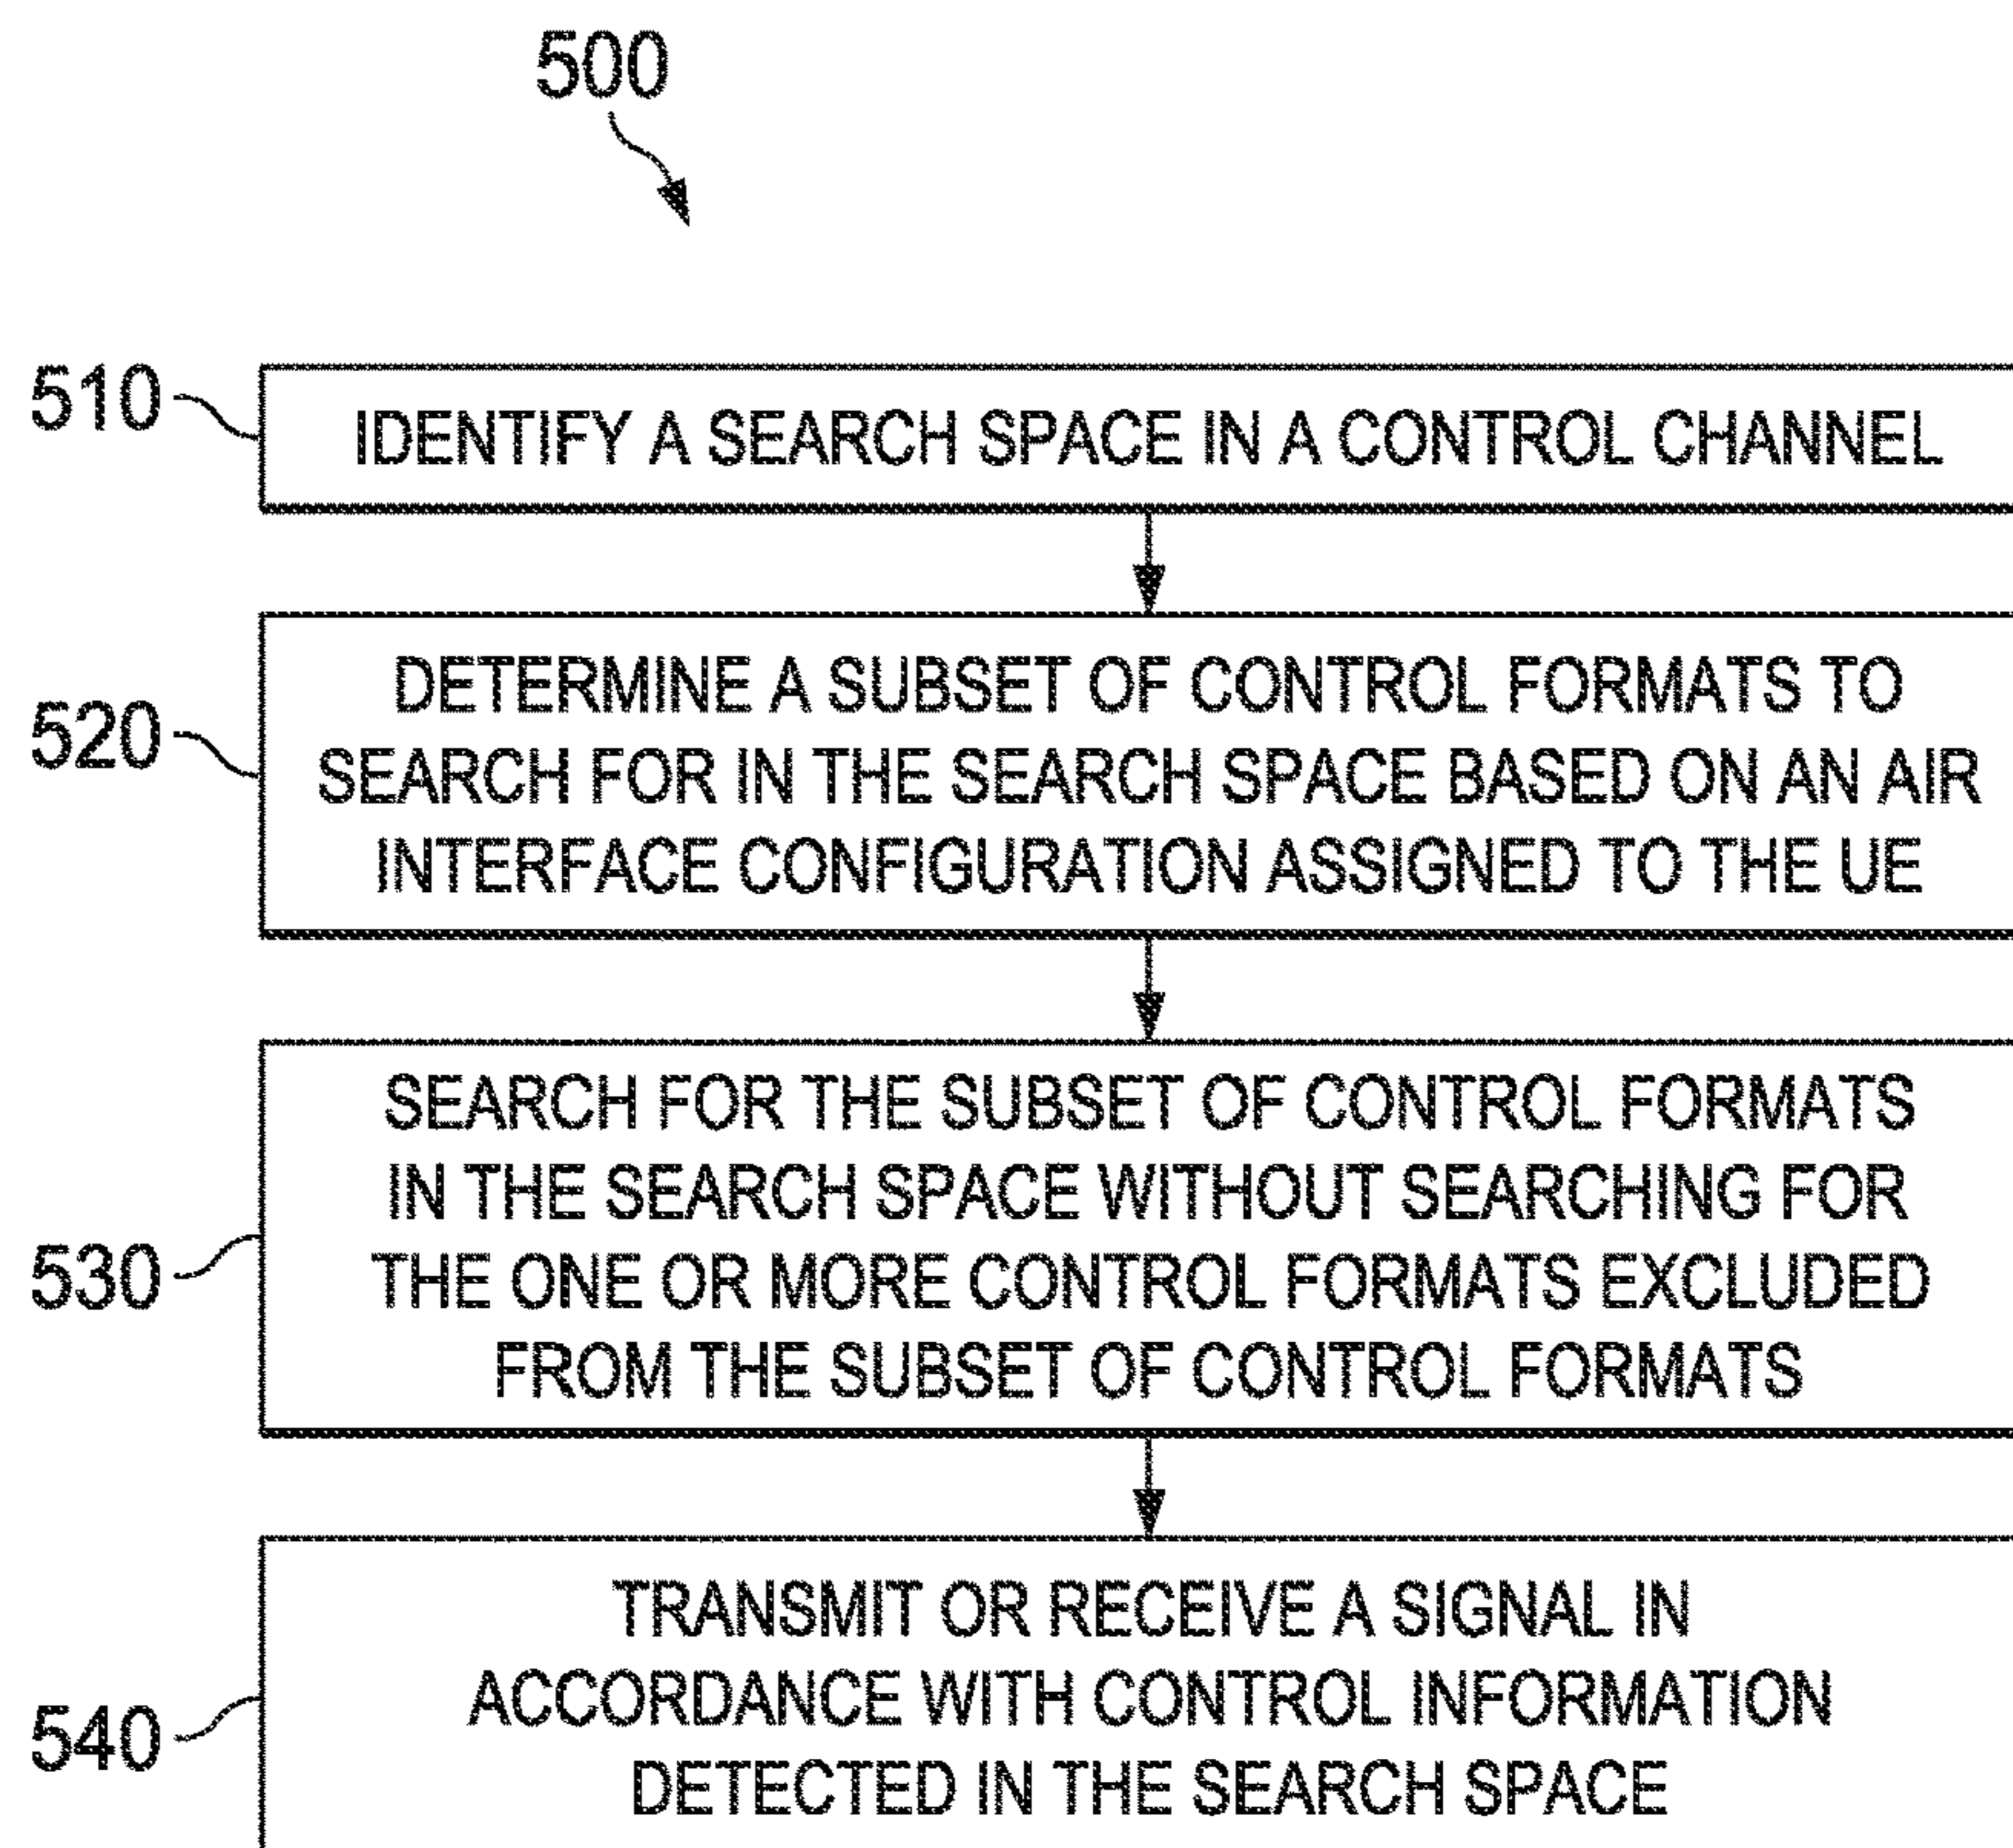 500
510
IDENTIFY A SEARCH SPACE IN A CONTROL CHANNEL
520
DETERMINE A SUBSET OF CONTROL FORMATS TO
SEARCH FOR IN THE SEARCH SPACE BASED ON AN AIR
INTERFACE CONFIGURATION ASSIGNED TO THE UE
530
SEARCH FOR THE SUBSET OF CONTROL FORMATS
IN THE SEARCH SPACE WITHOUT SEARCHING FOR
THE ONE OR MORE CONTROL FORMATS EXCLUDED
FROM THE SUBSET OF CONTROL FORMATS
540
TRANSMIT OR RECEIVE A SIGNAL IN
ACCORDANCE WITH CONTROL INFORMATION
DETECTED IN THE SEARCH SPACE